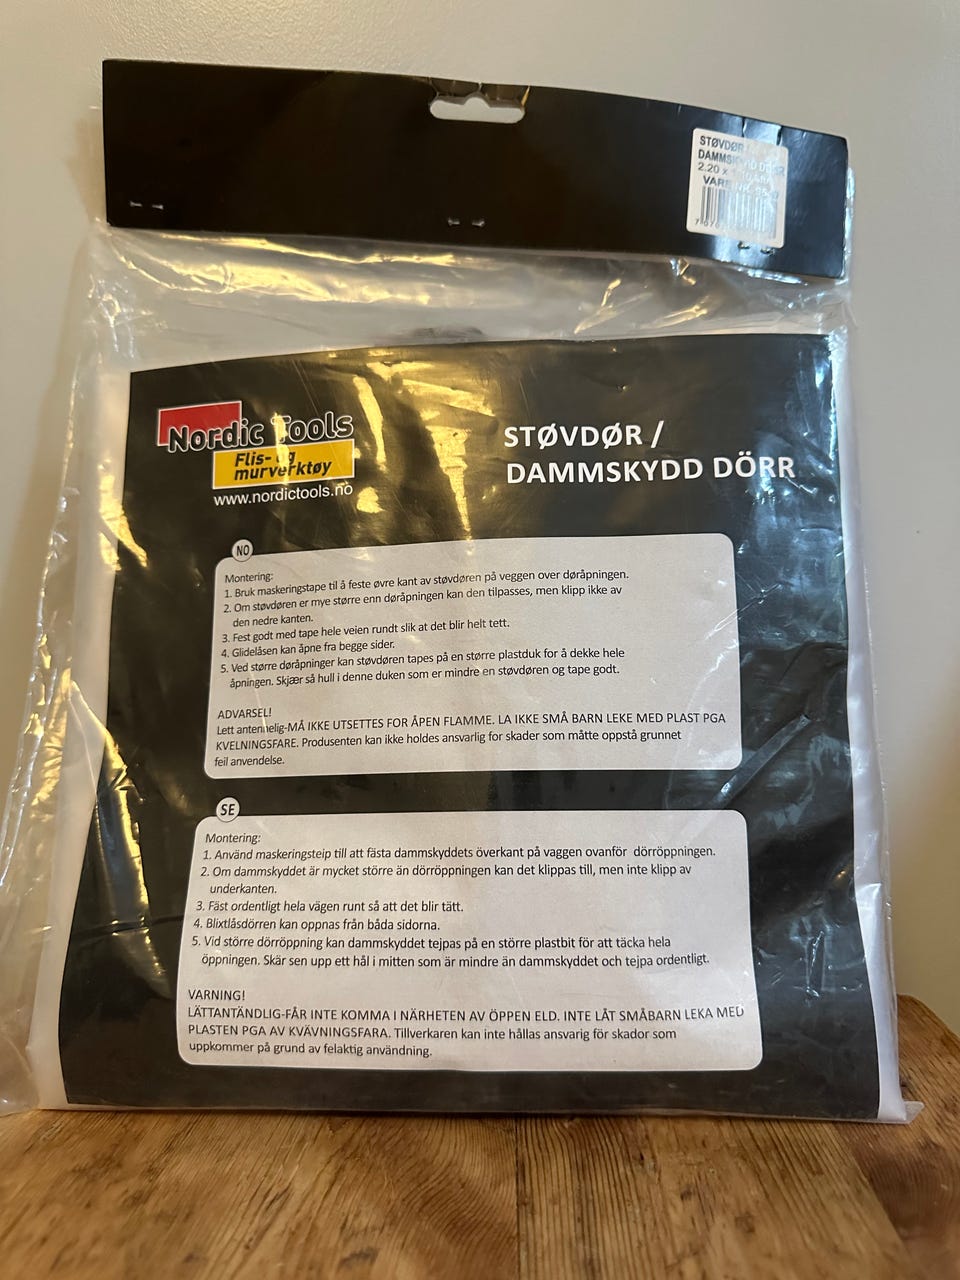 STØVDØR
DAMMSKYDD DÖRR
2.20 x
Nordic Tools
Flis- og
murverktøy
www.nordictools.no
STØVDØR /
DAMMSKYDD DÖRR
NO
Montering:
1. Bruk maskeringstape til å feste øvre kant av støvdøren på veggen over døråpningen.
2. Om støvdøren er mye større enn døråpningen kan den tilpasses, men klipp ikke av
den nedre kanten.
3. Fest godt med tape hele veien rundt slik at det blir helt tett.
4. Glidelåsen kan åpne fra begge sider.
5. Ved større døråpninger kan støvdøren tapes på en større plastduk for å dekke hele
åpningen. Skjær så hull i denne duken som er mindre en støvdøren og tape godt.
ADVARSEL!
Lett antennelig-MÅ IKKE UTSETTES FOR ÅPEN FLAMME. LA IKKE SMÅ BARN LEKE MED PLAST PGA
KVELNINGSFARE. Produsenten kan ikke holdes ansvarlig for skader som måtte oppstå grunnet
feil anvendelse.
SE
Montering:
1. Använd maskeringsteip till att fästa dammskyddets överkant på vaggen ovanför dörröppningen.
2. Om dammskyddet är mycket större än dörröppningen kan det klippas till, men inte klipp av
underkanten.
3. Fäst ordentligt hela vägen runt så att det blir tätt.
4. Blixtlåsdörren kan oppnas från båda sidorna.
5. Vid större dörröppning kan dammskyddet tejpas på en större plastbit för att täcka hela
öppningen. Skär sen upp ett hål i mitten som är mindre än dammskyddet och tejpa ordentligt.
VARNING!
LÄTTANTÄNDLIG-FÅR INTE KOMMA I NÄRHETEN AV ÖPPEN ELD. INTE LÅT SMÅBARN LEKA MED
PLASTEN PGA AV KVÄVNINGSFARA. Tillverkaren kan inte hållas ansvarig för skador som
uppkommer på grund av felaktig användning.